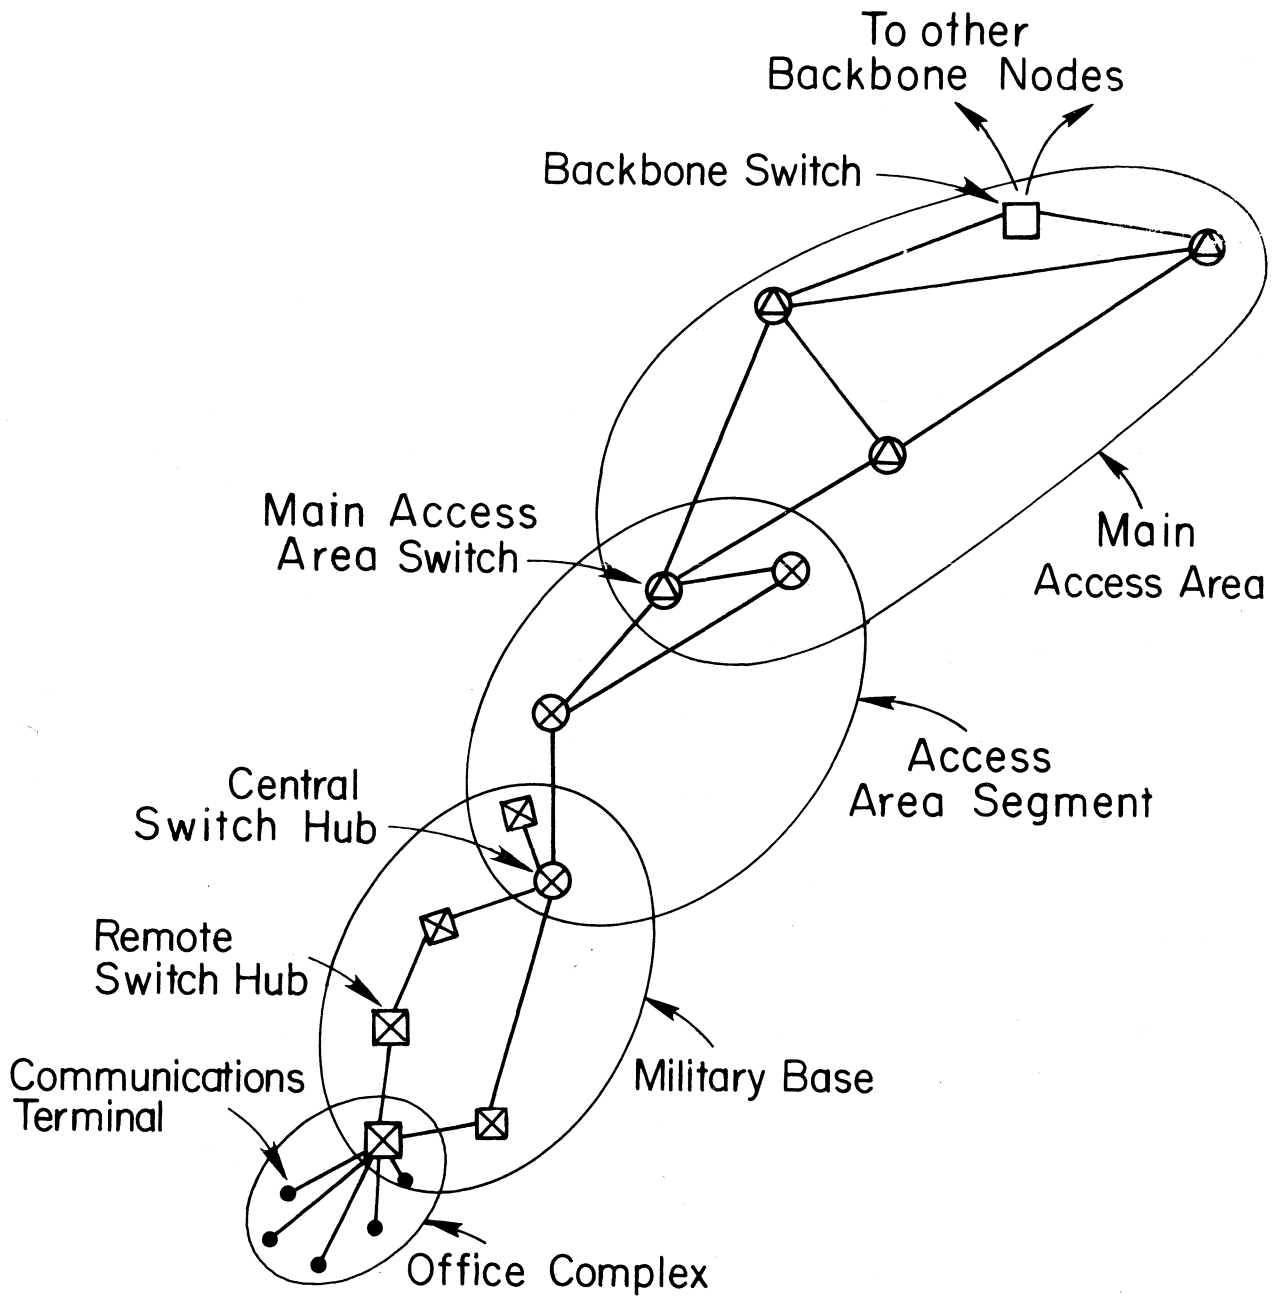 To other
Backbone Nodes
Backbone Switch
Main Access
Area Switch
Main
Access Area
Access
Area Segment
Central
Switch Hub
Remote
Switch Hub
Military Base
Communications
Terminal
Office Complex